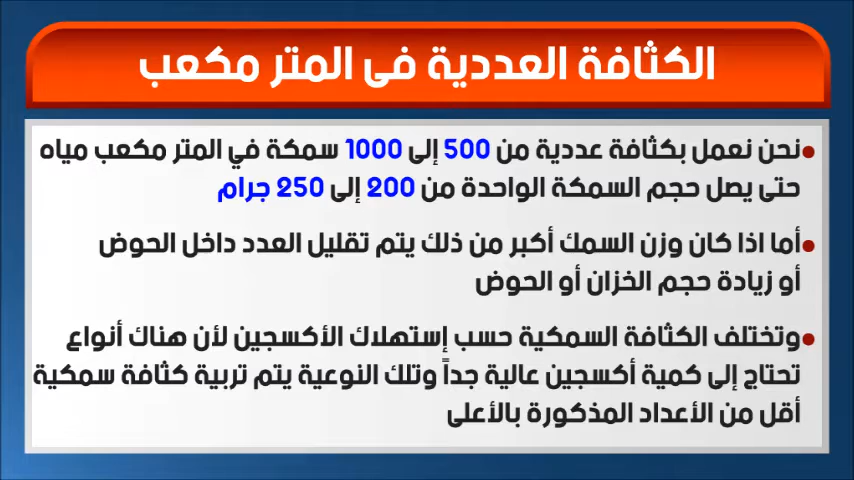 الكثافة العددية فى المتر مكعب
•نحن نعمل بكثافة عددية من 500 إلى 1000 سمكة في المتر مكعب مياه
حتى يصل حجم السمكة الواحدة من 200 إلى 250 جرام
•أما اذا كان وزن السمك أكبر من ذلك يتم تقليل العدد داخل الحوض
أو زيادة حجم الخزان أو الحوض
•وتختلف الكثافة السمكية حسب إستهلاك الأكسجين لأن هناك أنواع
تحتاج إلى كمية أكسجين عالية جداً وتلك النوعية يتم تربية كثافة سمكية
أقل من الأعداد المذكورة بالأعلى